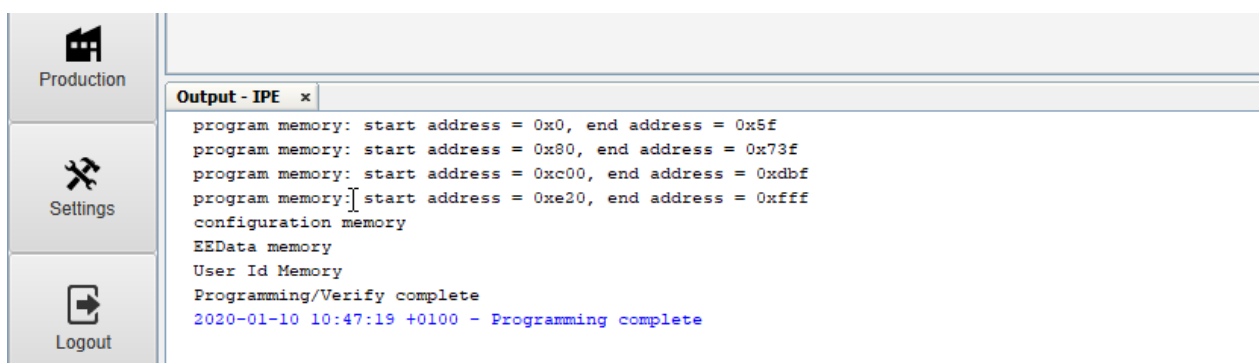 Production
Settings
Logout
Output - IPE x
program memory: start address = 0x0, end address = 0x5f
program memory: start address = 0x80, end address = 0x73f
program memory: start address = 0xc00, end address = 0xdbf
program memory: start address = 0xe20, end address = 0xfff
configuration memory
EEData memory
User Id Memory
Programming/Verify complete
2020-01-10 10:47:19 +0100 - Programming complete